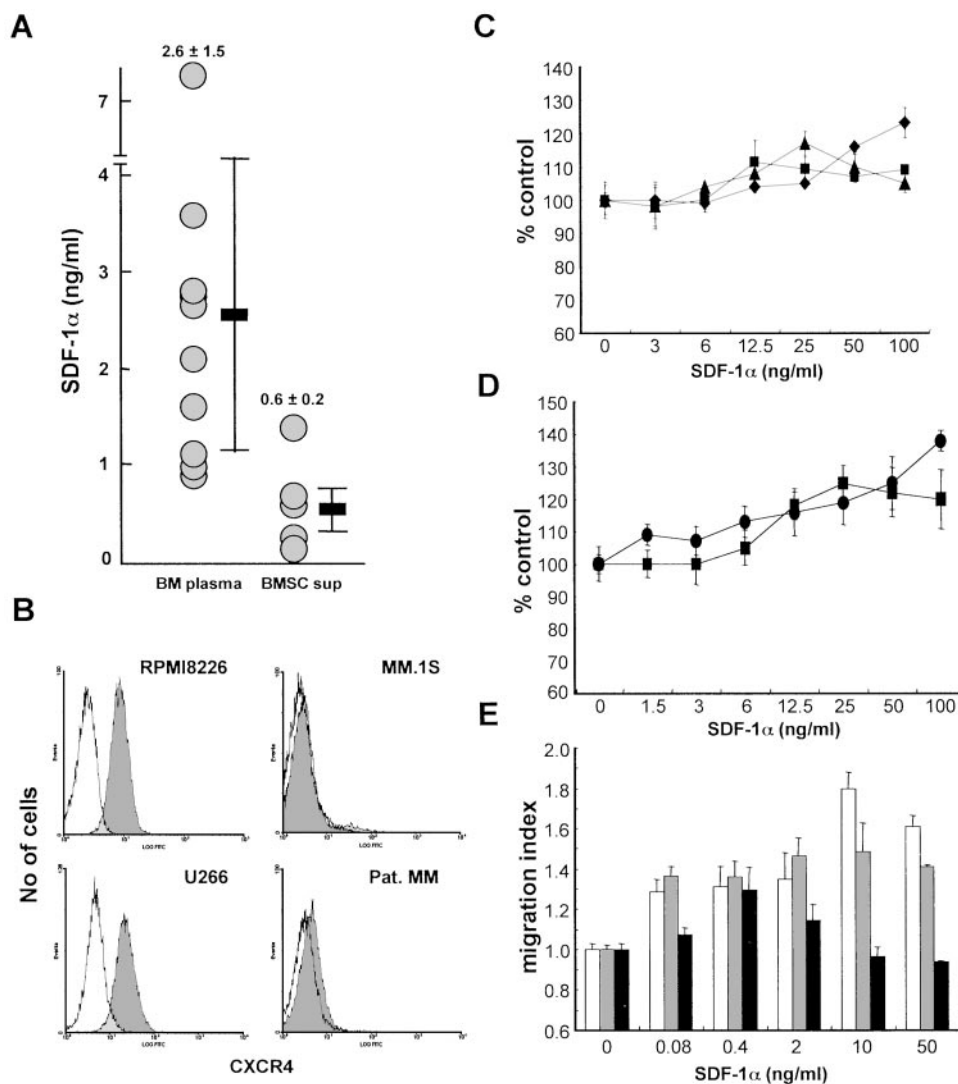 A
2.6 ± 1.5
7
4
3
2
1
0
SDF-1α (ng/ml)
0.6 ± 0.2
BM plasma
BMSC sup
B
RPMI8226
MM.1S
U266
Pat. MM
No of cells
Events
LOG FITC
CXCR4
C
140
130
120
110
100
90
80
70
60
% control
0
3
6
12.5
25
50
100
SDF-1α (ng/ml)
D
150
140
130
120
110
100
90
80
70
60
% control
0
1.5
3
6
12.5
25
50
100
SDF-1α (ng/ml)
E
2.0
1.8
1.6
1.4
1.2
1.0
0.8
0.6
migration index
0
0.08
0.4
2
10
50
SDF-1α (ng/ml)